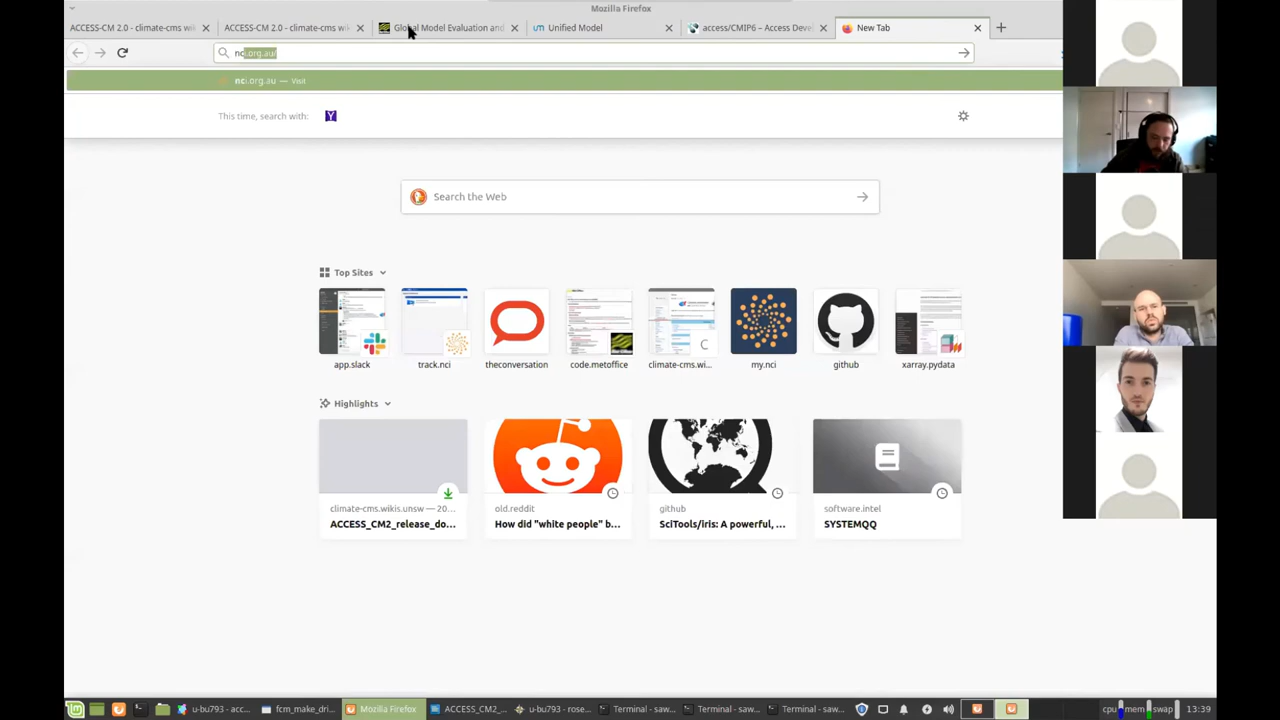 Mozilla Firefox
ACCESS-CM 2.0 - climate-cms wik
ACCESS-CM 2.0 - climate-cms wik
Global Model Evaluation and
Unified Model
access/CMIP6 – Access Deve
New Tab
nci.org.au/
nci.org.au — Visit
This time, search with:
Search the Web
Top Sites
app.slack
track.nci
theconversation
code.metoffice
climate-cms.wi...
my.nci
github
xarray.pydata
C
Highlights
climate-cms.wikis.unsw — 20...
ACCESS_CM2_release_do...
old.reddit
How did "white people" b...
github
SciTools/iris: A powerful, ...
software.intel
SYSTEMQQ
u-bu793 - acc...
fcm_make_dri...
Mozilla Firefox
ACCESS_CM2_...
u-bu793 - rose...
Terminal - saw...
Terminal - saw...
Terminal - saw...
cpu mem swap
13:39